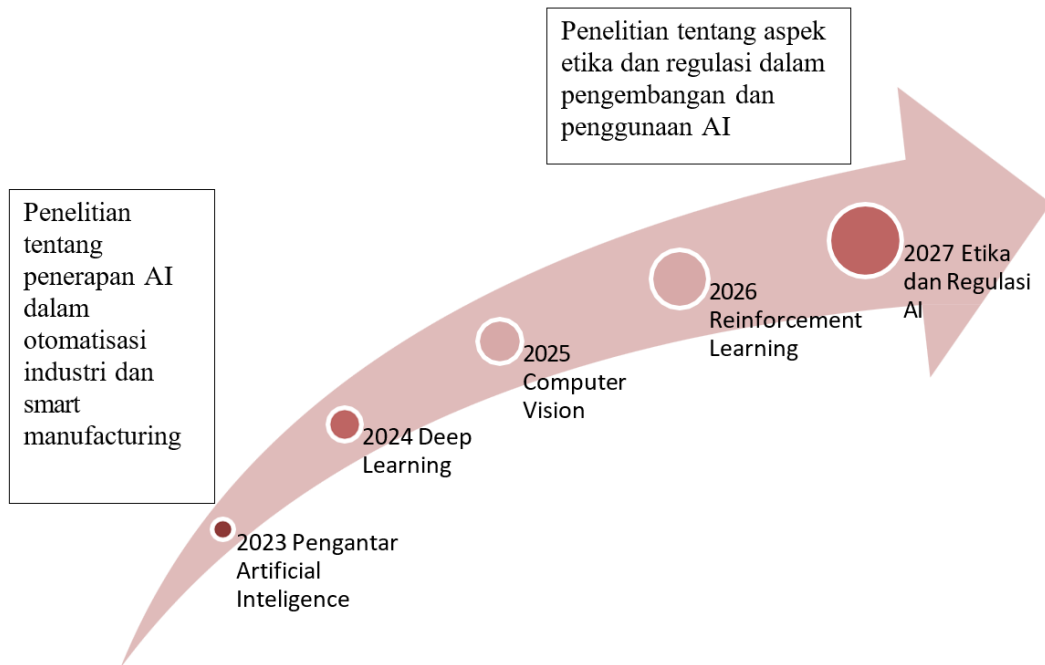 Penelitian tentang aspek
etika dan regulasi dalam
pengembangan dan
penggunaan AI
Penelitian
tentang
penerapan AI
dalam
otomatisasi
industri dan
smart
manufacturing
2023 Pengantar
Artificial
Inteligence
2024 Deep
Learning
2025
Computer
Vision
2026
Reinforcement
Learning
2027 Etika
dan Regulasi
AI